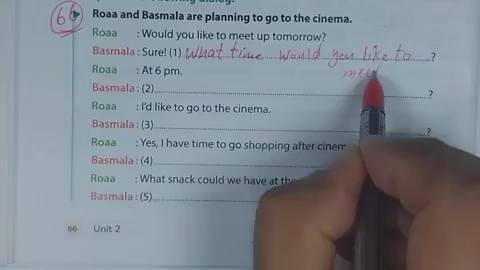 dialog:
66
Roaa and Basmala are planning to go to the cinema.
Roaa : Would you like to meet up tomorrow?
Basmala: Sure! (1) What time would you like to ?
mee
Roaa : At 6 pm.
Basmala: (2) ?
Roaa : I'd like to go to the cinema.
Basmala: (3) ?
Roaa : Yes, I have time to go shopping after cinem
Basmala: (4)
Roaa : What snack could we have at the
Basmala: (5)
66 Unit 2